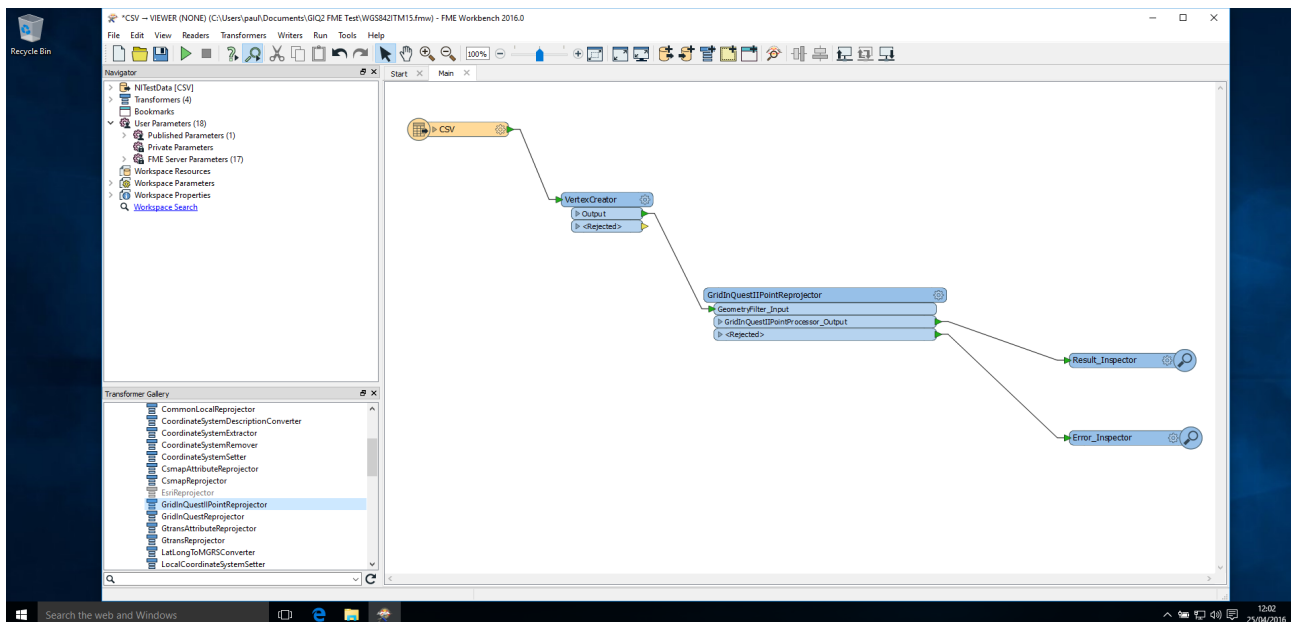 *CSV → VIEWER (NONE) (C:\Users\paul\Documents\GIQ2 FME Test\WGS842ITM15.fmw) - FME Workbench 2016.0
Recycle Bin
File Edit View Readers Transformers Writers Run Tools Help
100%
Navigator
Start Main
NITestData [CSV]
Transformers (4)
Bookmarks
User Parameters (18)
Published Parameters (1)
Private Parameters
FME Server Parameters (17)
Workspace Resources
Workspace Parameters
Workspace Properties
Workspace Search
CSV
VertexCreator
Output
<Rejected>
GridInQuestIIPointReprojector
GeometryFilter_Input
GridInQuestIIPointProcessor_Output
<Rejected>
Result_Inspector
Error_Inspector
Transformer Gallery
CommonLocalReprojector
CoordinateSystemDescriptionConverter
CoordinateSystemExtractor
CoordinateSystemRemover
CoordinateSystemSetter
CsmapAttributeReprojector
CsmapReprojector
EsriReprojector
GridInQuestIIPointReprojector
GridInQuestReprojector
GtransAttributeReprojector
GtransReprojector
LatLongToMGRSConverter
LocalCoordinateSystemSetter
Search the web and Windows
12:02
25/04/2016